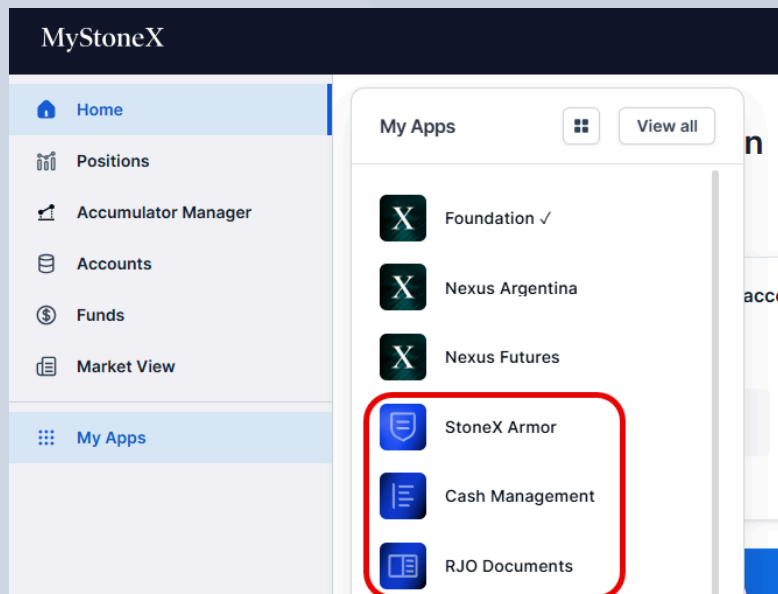 MyStoneX
Home
Positions
Accumulator Manager
Accounts
Funds
Market View
My Apps
My Apps
View all
Foundation ✓
Nexus Argentina
Nexus Futures
StoneX Armor
Cash Management
RJO Documents
n
acc